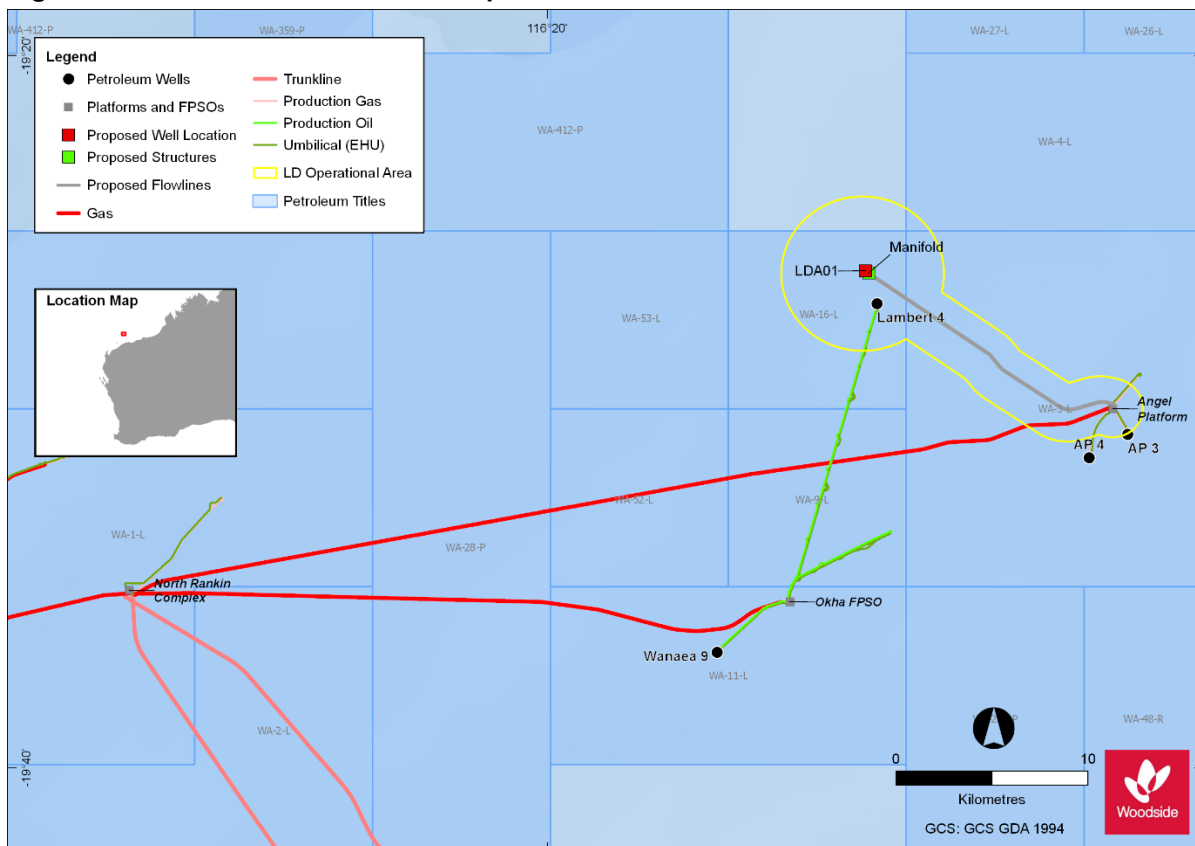 116°20'
-19°20'
WA-412-P
WA-359-P
WA-27-L
WA-26-L
Legend
Petroleum Wells
Platforms and FPSOs
Proposed Well Location
Proposed Structures
Proposed Flowlines
Gas
Trunkline
Production Gas
Production Oil
Umbilical (EHU)
LD Operational Area
Petroleum Titles
WA-412-P
WA-4-L
Manifold
LDA01
Location Map
WA-53-L
WA-16-L
Lambert 4
WA-3-L
Angel
Platform
AP 4
AP 3
WA-52-L
WA-9-L
WA-1-L
WA-28-P
North Rankin
Complex
Okha FPSO
Wanaea 9
WA-11-L
WA-2-L
WA-48-R
-19°40'
0
10
Kilometres
GCS: GCS GDA 1994
Woodside